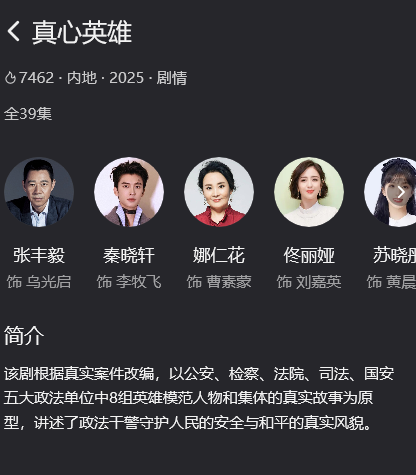 真心英雄
7462 · 内地 · 2025 · 剧情
全39集
张丰毅 秦晓轩 娜仁花 佟丽娅 苏晓彤
饰 乌光启 饰 李牧飞 饰 曹素蒙 饰 刘嘉英 饰 黄晨
简介
该剧根据真实案件改编，以公安、检察、法院、司法、国安
五大政法单位中8组英雄模范人物和集体的真实故事为原
型，讲述了政法干警守护人民的安全与和平的真实风貌。